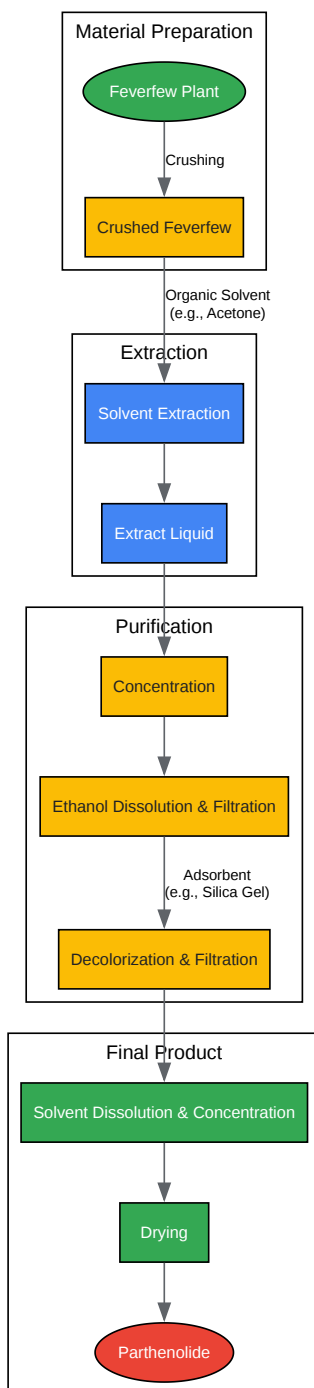 Material Preparation
Feverfew Plant
Crushing
Crushed Feverfew
Organic Solvent
(e.g., Acetone)
Extraction
Solvent Extraction
Extract Liquid
Purification
Concentration
Ethanol Dissolution & Filtration
Adsorbent
(e.g., Silica Gel)
Decolorization & Filtration
Final Product
Solvent Dissolution & Concentration
Drying
Parthenolide